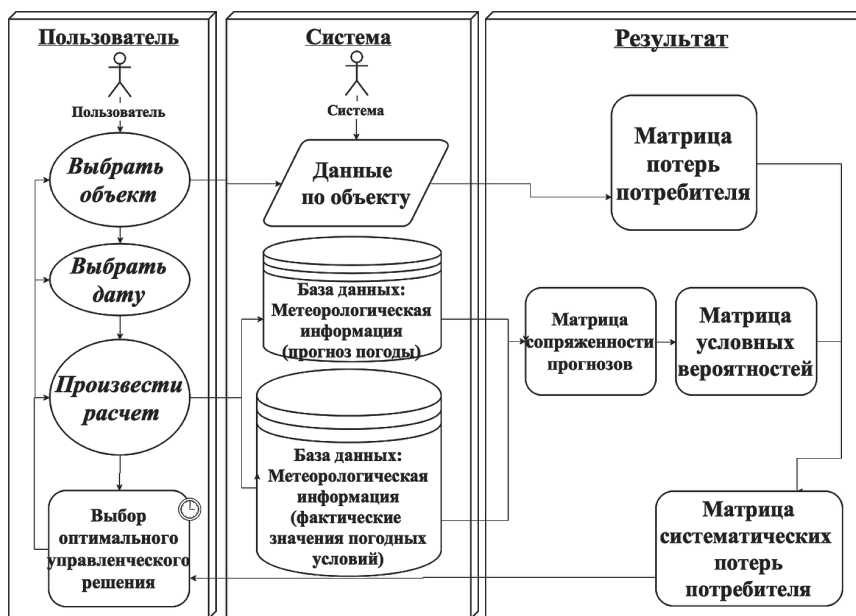 Пользователь
Пользователь
Выбрать
объект
Выбрать
дату
Произвести
расчет
Выбор
оптимального
управленческого
решения
Система
Система
Данные
по объекту
База данных:
Метеорологическая
информация
(прогноз погоды)
База данных:
Метеорологическая
информация
(фактические
значения погодных
условий)
Результат
Матрица
потерь
потребителя
Матрица
сопряженности
прогнозов
Матрица
условных
вероятностей
Матрица
систематических
потерь
потребителя